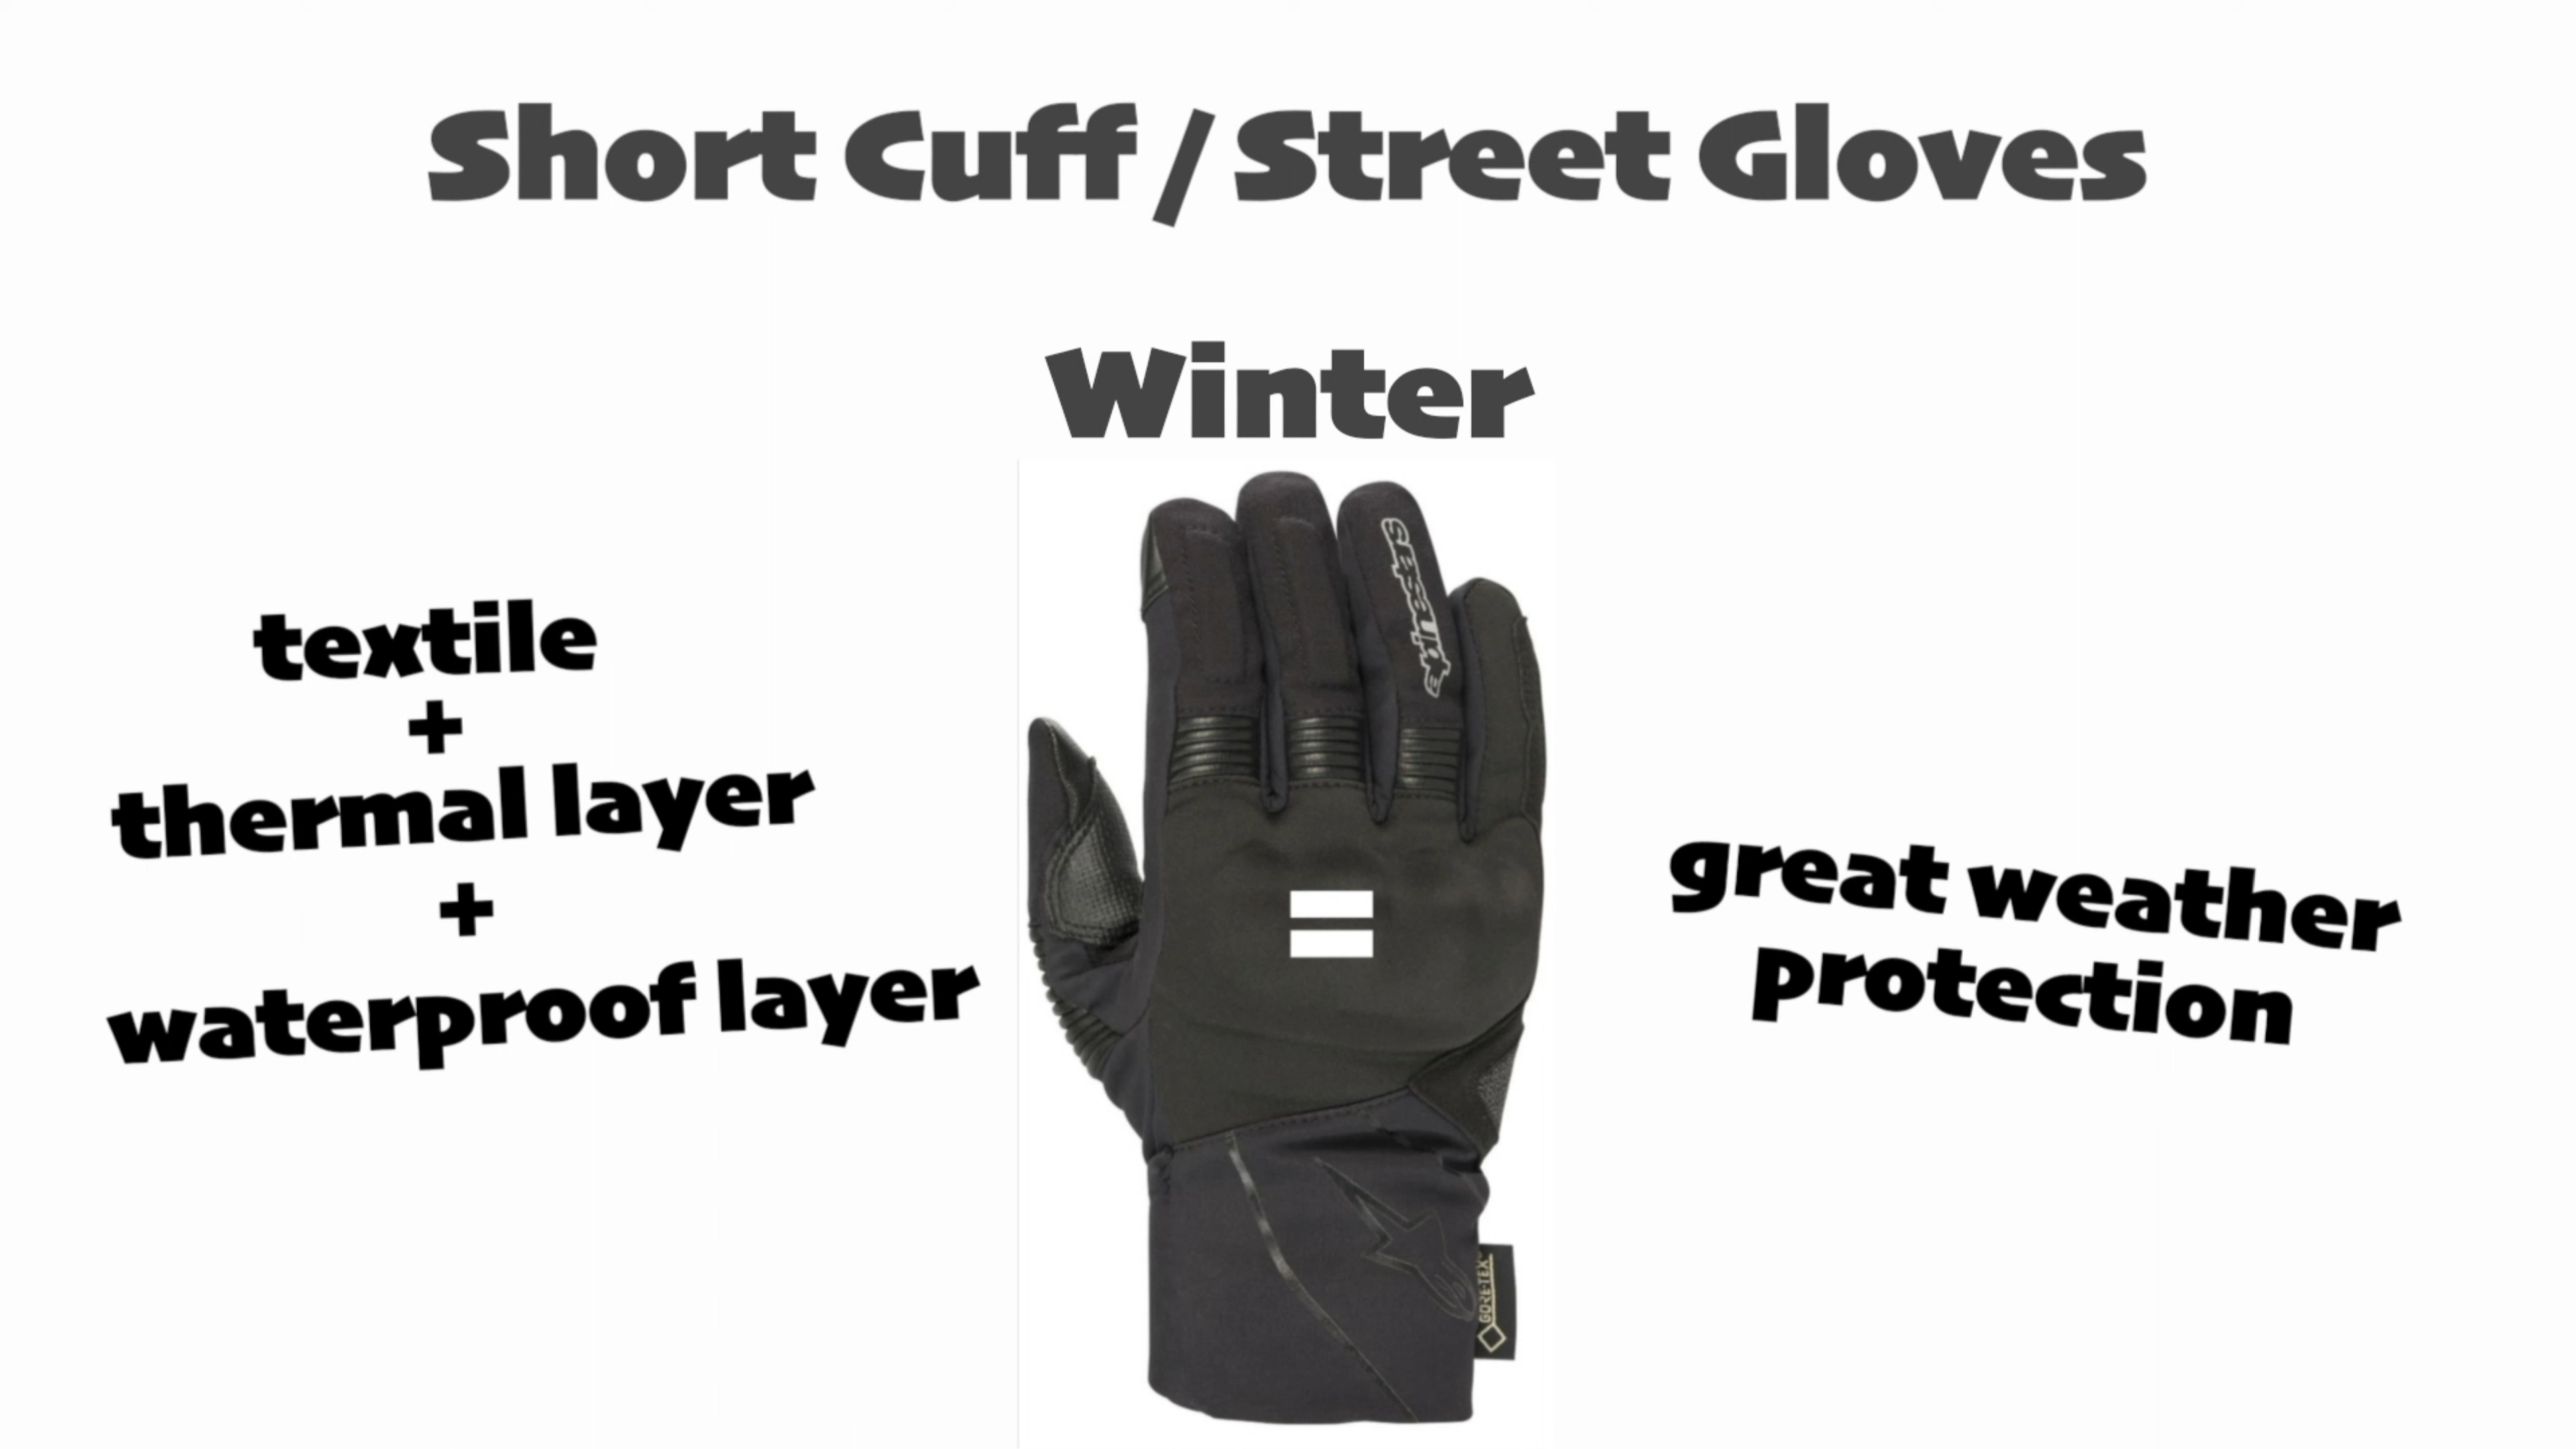 Short Cuff / Street Gloves
Winter
textile
+
thermal layer
+
waterproof layer
=
great weather
protection
alpinestars
GORE-TEX